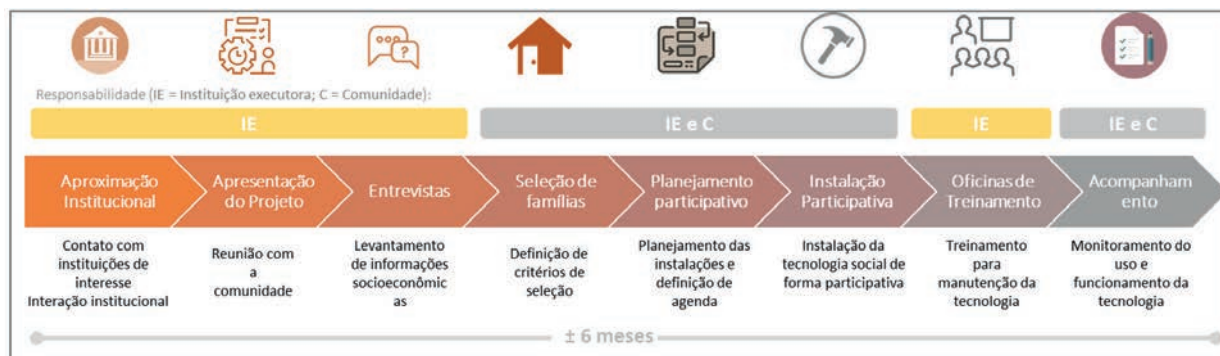 Responsabilidade (IE = Instituição executora; C = Comunidade):
IE
IE e C
IE
IE e C
Aproximação
Institucional
Apresentação
do Projeto
Entrevistas
Seleção de
famílias
Planejamento
participativo
Instalação
Participativa
Oficinas de
Treinamento
Acompanham
ento
Contato com
instituições de
interesse
Interação institucional
Reunião com
a
comunidade
Levantamento
de informações
socioeconômic
as
Definição de
critérios de
seleção
Planejamento das
instalações e
definição de
agenda
Instalação da
tecnologia social de
forma participativa
Treinamento
para
manutenção da
tecnologia
Monitoramento do
uso e
funcionamento da
tecnologia
± 6 meses